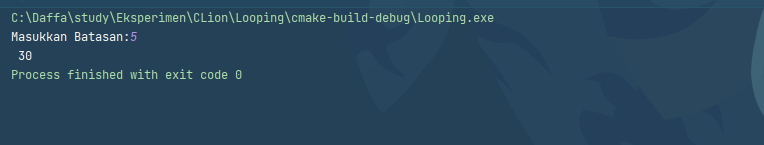 C:\Daffa\study\Eksperimen\CLion\Looping\cmake-build-debug\Looping.exe
Masukkan Batasan:5
 30
Process finished with exit code 0